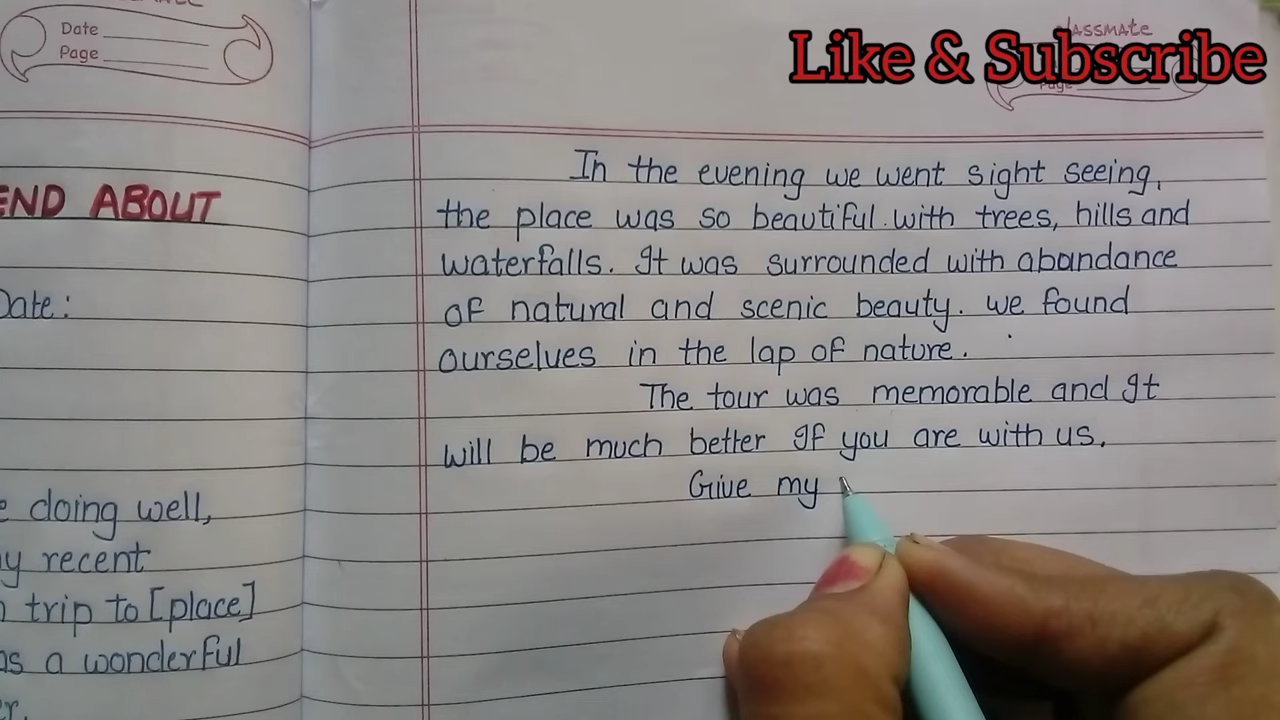 Date
Page
END ABOUT
Date:
doing well,
recent
trip to [place]
a wonderful
Like & Subscribe
classmate
Page
In the evening we went sight seeing,
the place was so beautiful with trees, hills and
waterfalls. It was surrounded with abundance
of natural and scenic beauty. we found
ourselves in the lap of nature.
The tour was memorable and It
will be much better If you are with us.
Give my